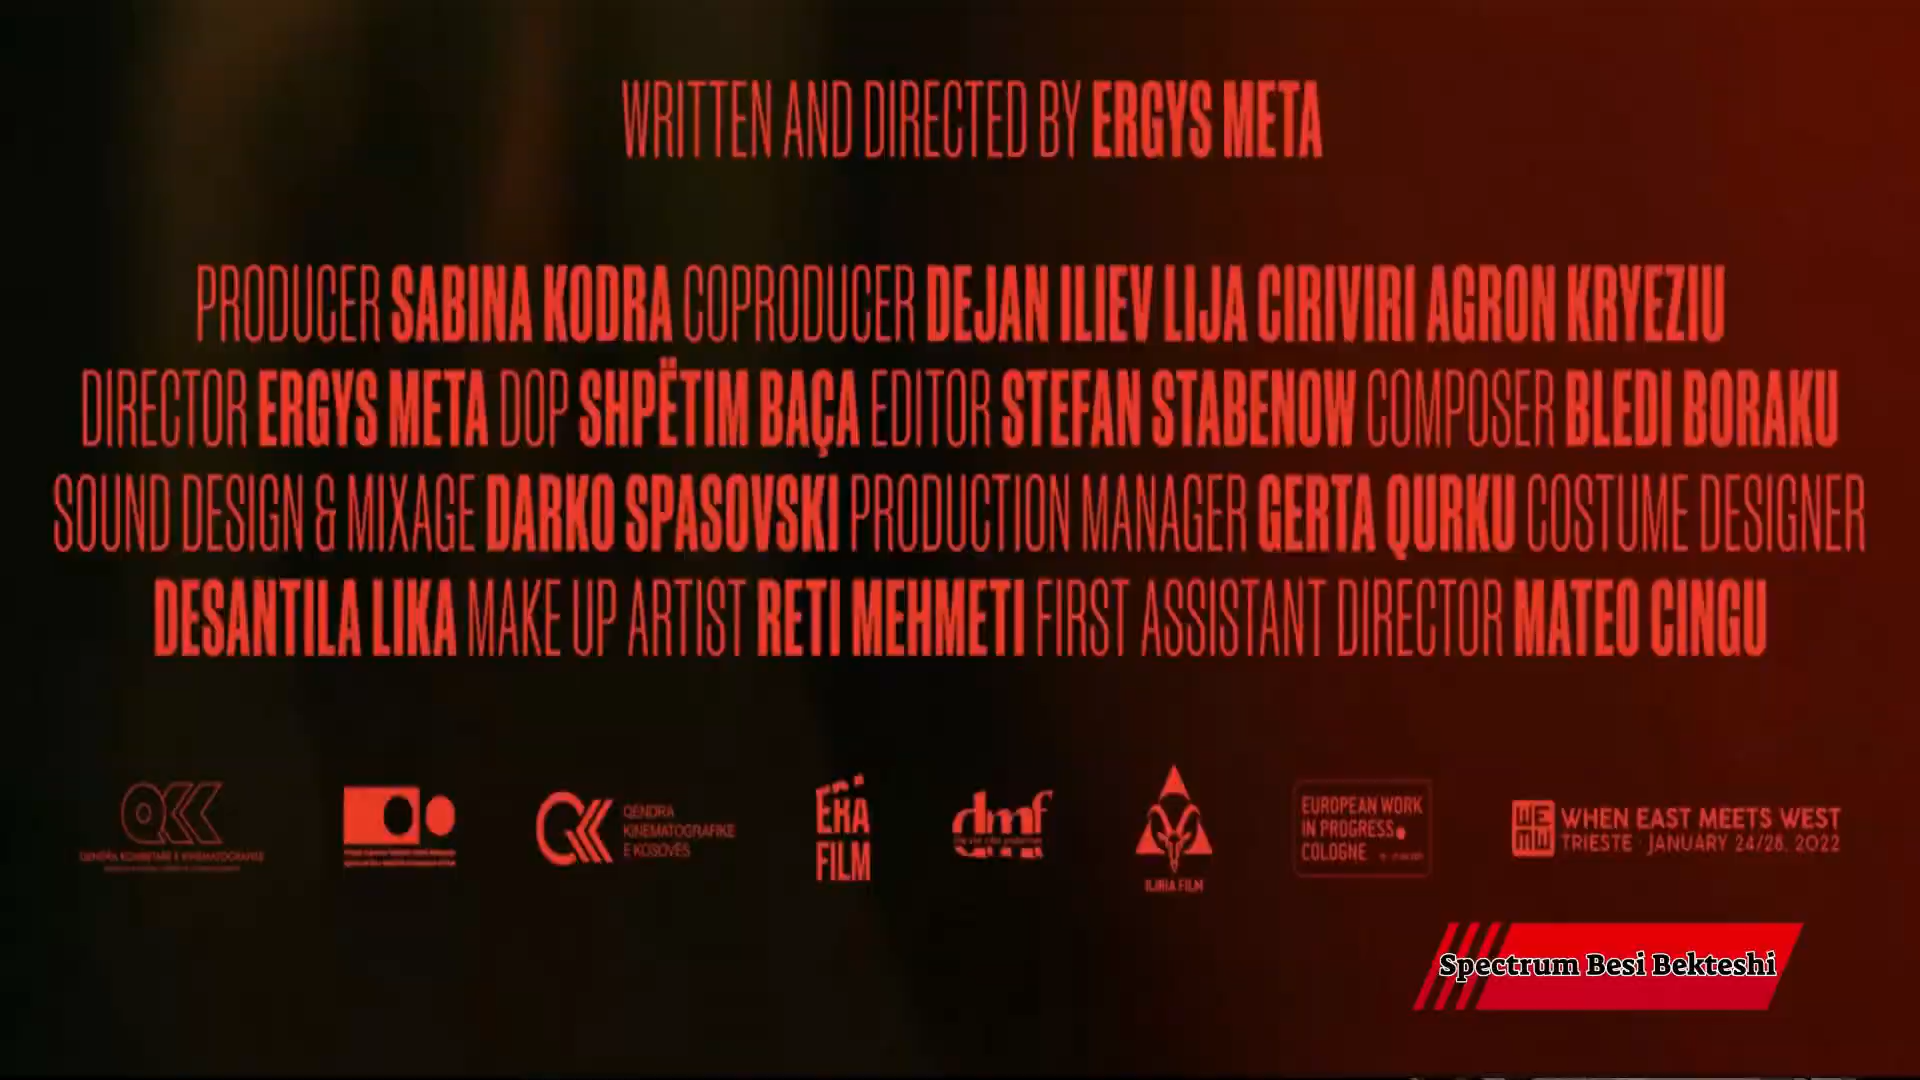 WRITTEN AND DIRECTED BY ERGYS META
PRODUCER SABINA KODRA COPRODUCER DEJAN ILIEV LIJA CIRIVIRI AGRON KRYEZIU
DIRECTOR ERGYS META DOP SHPËTIM BAÇA EDITOR STEFAN STABENOW COMPOSER BLEDI BORAKU
SOUND DESIGN & MIXAGE DARKO SPASOVSKI PRODUCTION MANAGER GERTA QURKU COSTUME DESIGNER
DESANTILA LIKA MAKE UP ARTIST RETI MEHMETI FIRST ASSISTANT DIRECTOR MATEO CINGU
QKK
QENDRA KOMBETARE E KINEMATOGRAFISE
QENDRA
KINEMATOGRAFIKE
E KOSOVËS
ERA
FILM
dmf
ILIRIA FILM
EUROPEAN WORK
IN PROGRESS
COLOGNE
WEMW
WHEN EAST MEETS WEST
TRIESTE · JANUARY 24/28, 2022
Spectrum Besi Bekteshi